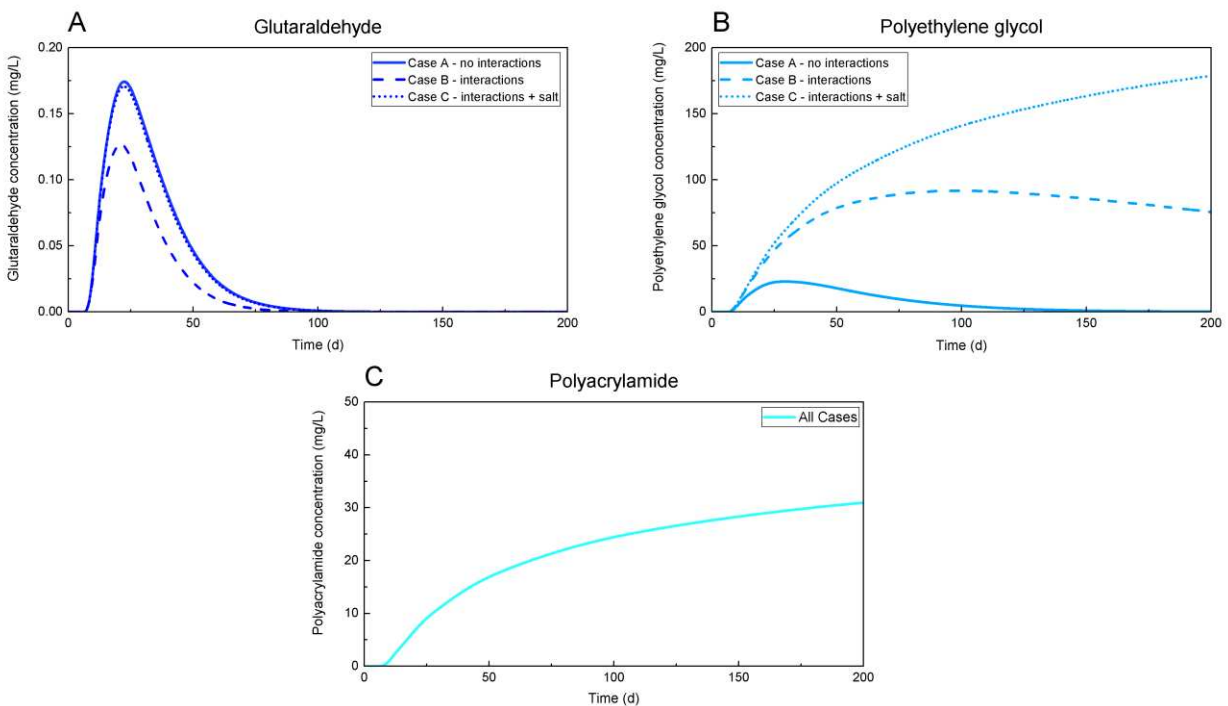 A
Glutaraldehyde
Glutaraldehyde concentration (mg/L)
0.20
0.15
0.10
0.05
0.00
Case A - no interactions
Case B - interactions
Case C - interactions + salt
0 50 100 150 200
Time (d)
B
Polyethylene glycol
Polyethylene glycol concentration (mg/L)
200
150
100
50
0
Case A - no interactions
Case B - interactions
Case C - interactions + salt
0 50 100 150 200
Time (d)
C
Polyacrylamide
Polyacrylamide concentration (mg/L)
50
40
30
20
10
0
All Cases
0 50 100 150 200
Time (d)